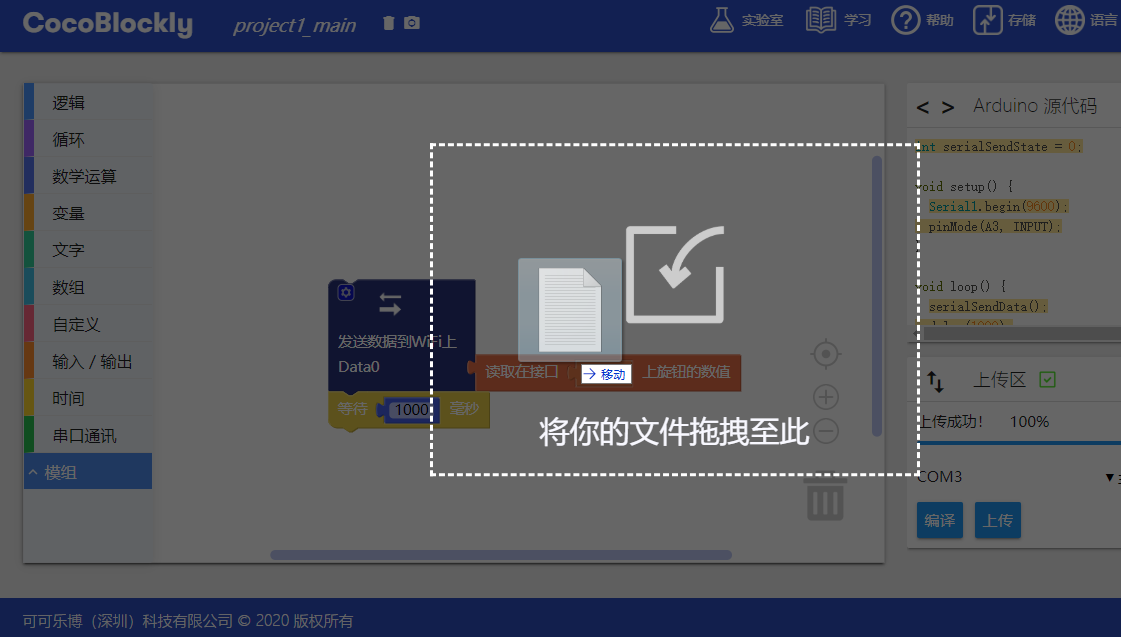 CocoBlockly
project1_main
实验室
学习
帮助
存储
语言
逻辑
循环
数学运算
变量
文字
数组
自定义
输入 / 输出
时间
串口通讯
模组
发送数据到WiFi上
Data0
读取在接口
上旋钮的数值
等待 1000 毫秒
移动
将你的文件拖拽至此
< > Arduino 源代码
int serialSendState = 0;
void setup() {
Serial1.begin(9600);
pinMode(A3, INPUT);
void loop() {
serialSendData();
上传区
上传成功! 100%
COM3
编译
上传
可可乐博（深圳）科技有限公司 © 2020 版权所有